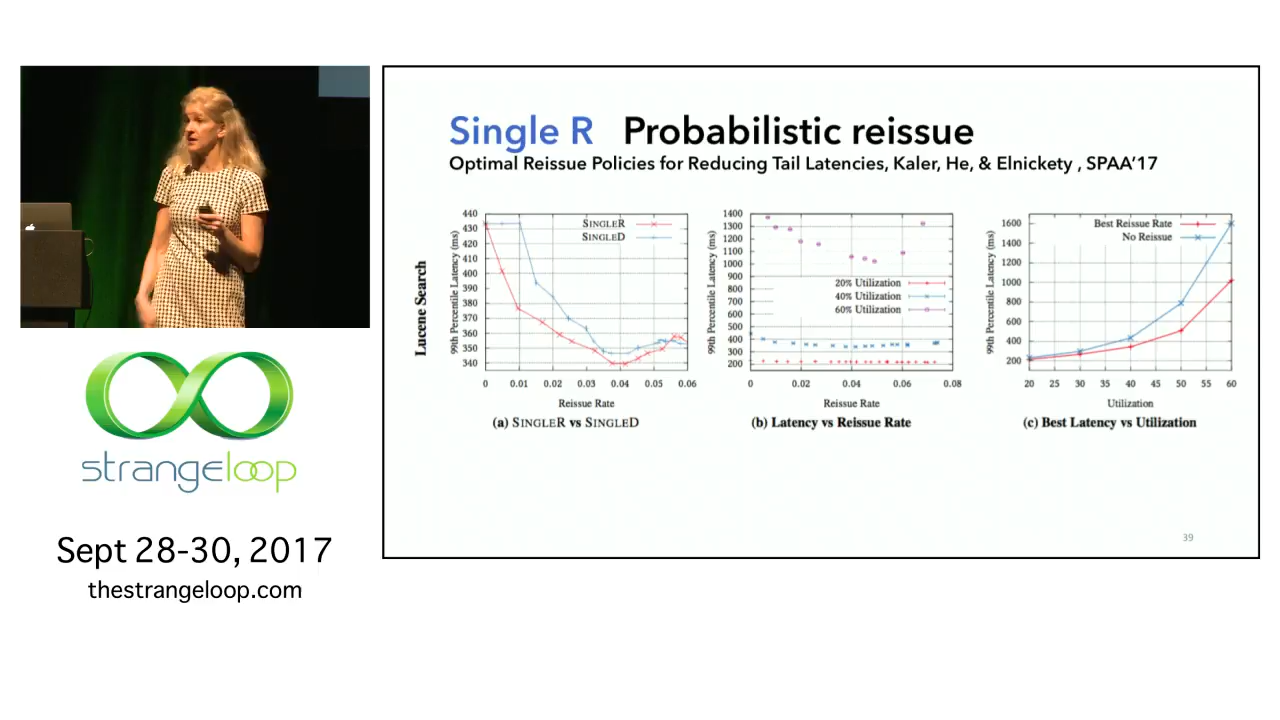 Single R Probabilistic reissue
Optimal Reissue Policies for Reducing Tail Latencies, Kaler, He, & Elnickety , SPAA'17
Lucene Search
99th Percentile Latency (ms)
440
430
420
410
400
390
380
370
360
350
340
SINGLER
SINGLED
0 0.01 0.02 0.03 0.04 0.05 0.06
Reissue Rate
(a) SINGLER vs SINGLED
99th Percentile Latency (ms)
1400
1300
1200
1100
1000
900
800
700
600
500
400
300
200
20% Utilization
40% Utilization
60% Utilization
0 0.02 0.04 0.06 0.08
Reissue Rate
(b) Latency vs Reissue Rate
99th Percentile Latency (ms)
1600
1400
1200
1000
800
600
400
200
Best Reissue Rate
No Reissue
20 25 30 35 40 45 50 55 60
Utilization
(c) Best Latency vs Utilization
39
strangeloop
Sept 28-30, 2017
thestrangeloop.com